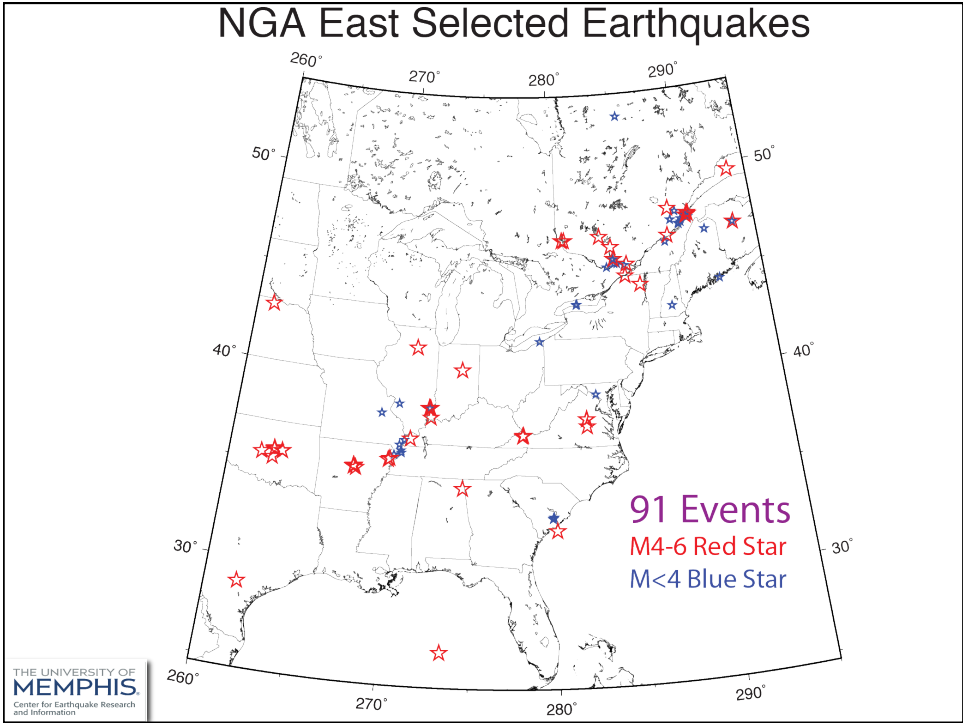 NGA East Selected Earthquakes
260°
270°
280°
290°
50°
50°
40°
40°
91 Events
M4-6 Red Star
M<4 Blue Star
30°
30°
260°
270°
280°
290°
THE UNIVERSITY OF
MEMPHIS.
Center for Earthquake Research
and Information